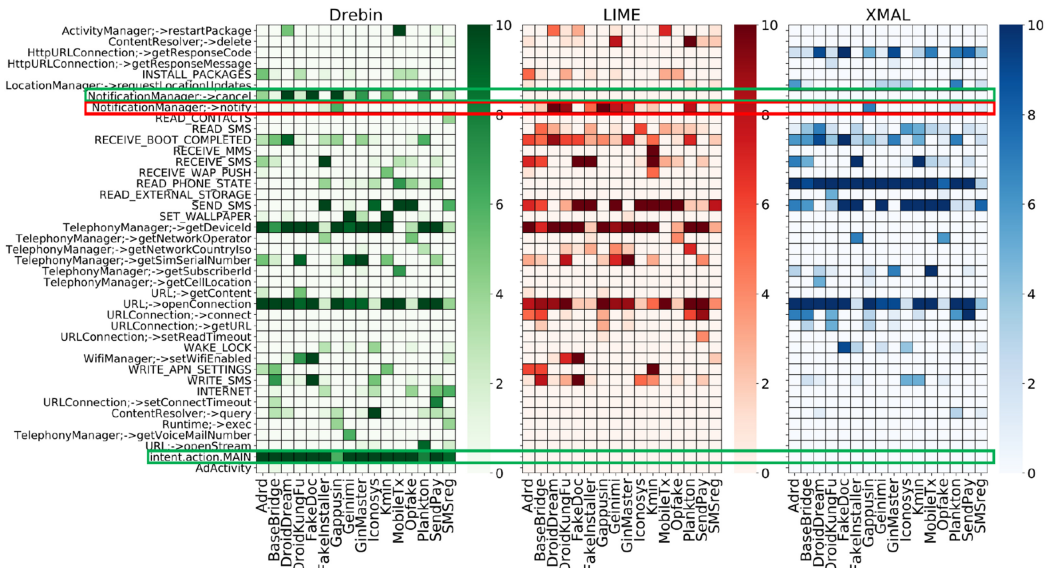 Drebin
LIME
XMAL
ActivityManager;->restartPackage
ContentResolver;->delete
HttpURLConnection;->getResponseCode
HttpURLConnection;->getResponseMessage
INSTALL_PACKAGES
LocationManager;->requestLocationUpdates
NotificationManager;->cancel
NotificationManager;->notify
READ_CONTACTS
READ_SMS
RECEIVE_BOOT_COMPLETED
RECEIVE_MMS
RECEIVE_SMS
RECEIVE_WAP_PUSH
READ_PHONE_STATE
READ_EXTERNAL_STORAGE
SEND_SMS
SET_WALLPAPER
TelephonyManager;->getDeviceId
TelephonyManager;->getNetworkOperator
TelephonyManager;->getNetworkCountryIso
TelephonyManager;->getSimSerialNumber
TelephonyManager;->getSubscriberId
TelephonyManager;->getCellLocation
URL;->getContent
URL;->openConnection
URLConnection;->connect
URLConnection;->getURL
URLConnection;->setReadTimeout
WAKE_LOCK
WifiManager;->setWifiEnabled
WRITE_APN_SETTINGS
WRITE_SMS
INTERNET
URLConnection;->setConnectTimeout
ContentResolver;->query
Runtime;->exec
TelephonyManager;->getVoiceMailNumber
URL;->openStream
intent.action.MAIN
AdActivity
10
8
6
4
2
0
10
8
6
4
2
0
10
8
6
4
2
0
Adrd
BaseBridge
DroidDream
DroidKungFu
FakeDoc
FakeInstaller
Gappusin
Geinimi
GinMaster
Iconosys
Kmin
MobileTx
Opfake
Plankton
SendPay
SMSreg
Adrd
BaseBridge
DroidDream
DroidKungFu
FakeDoc
FakeInstaller
Gappusin
Geinimi
GinMaster
Iconosys
Kmin
MobileTx
Opfake
Plankton
SendPay
SMSreg
Adrd
BaseBridge
DroidDream
DroidKungFu
FakeDoc
FakeInstaller
Gappusin
Geinimi
GinMaster
Iconosys
Kmin
MobileTx
Opfake
Plankton
SendPay
SMSreg